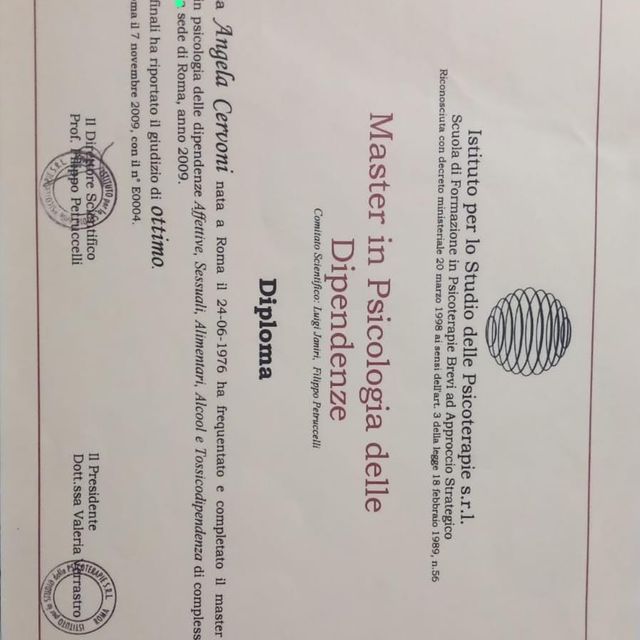 Istituto per lo Studio delle Psicoterapie s.r.l.
Scuola di Formazione in Psicoterapie Brevi ad Approccio Strategico
Riconosciuta con decreto ministeriale 20 marzo 1998 ai sensi dell'art. 3 della legge 18 febbraio 1989, n.56
Master in Psicologia delle
Dipendenze
Comitato Scientifico: Luigi Janiri, Filippo Petruccelli
Diploma
a Angela Cervoni nata a Roma il 24-06-1976 ha frequentato e completato il master
in psicologia delle dipendenze Affettive, Sessuali, Alimentari, Alcool e Tossicodipendenza di compless
a sede di Roma, anno 2009.
finali ha riportato il giudizio di ottimo.
ma il 7 novembre 2009, con il n° E0004.
Il Direttore Scientifico
Prof. Filippo Petruccelli
Il Presidente
Dott.ssa Valeria Verrastro